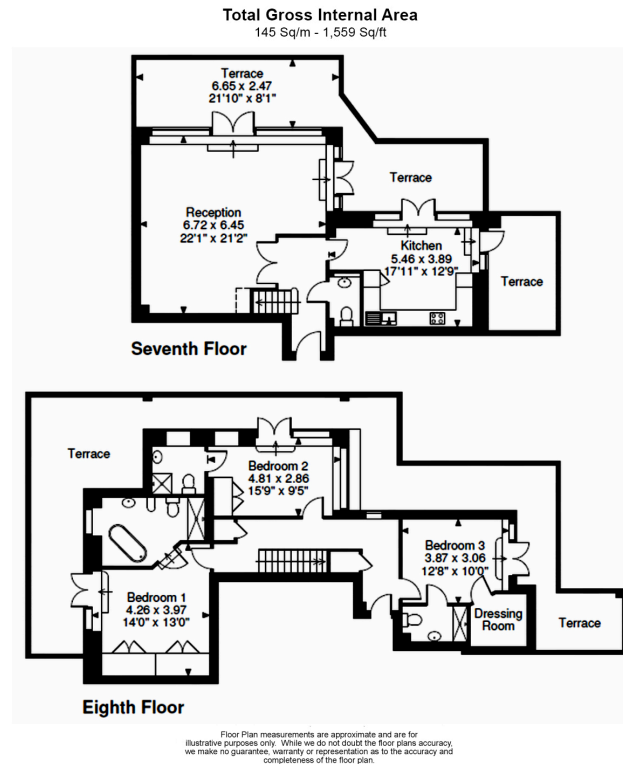 Total Gross Internal Area
145 Sq/m - 1,559 Sq/ft
Terrace
6.65 x 2.47
21'10" x 8'1"
Terrace
Reception
6.72 x 6.45
22'1" x 21'2"
Kitchen
5.46 x 3.89
17'11" x 12'9"
Terrace
Seventh Floor
Terrace
Bedroom 2
4.81 x 2.86
15'9" x 9'5"
Bedroom 3
3.87 x 3.06
12'8" x 10'0"
Bedroom 1
4.26 x 3.97
14'0" x 13'0"
Dressing
Room
Terrace
Eighth Floor
Floor Plan measurements are approximate and are for
illustrative purposes only. While we do not doubt the floor plans accuracy,
we make no guarantee, warranty or representation as to the accuracy and
completeness of the floor plan.